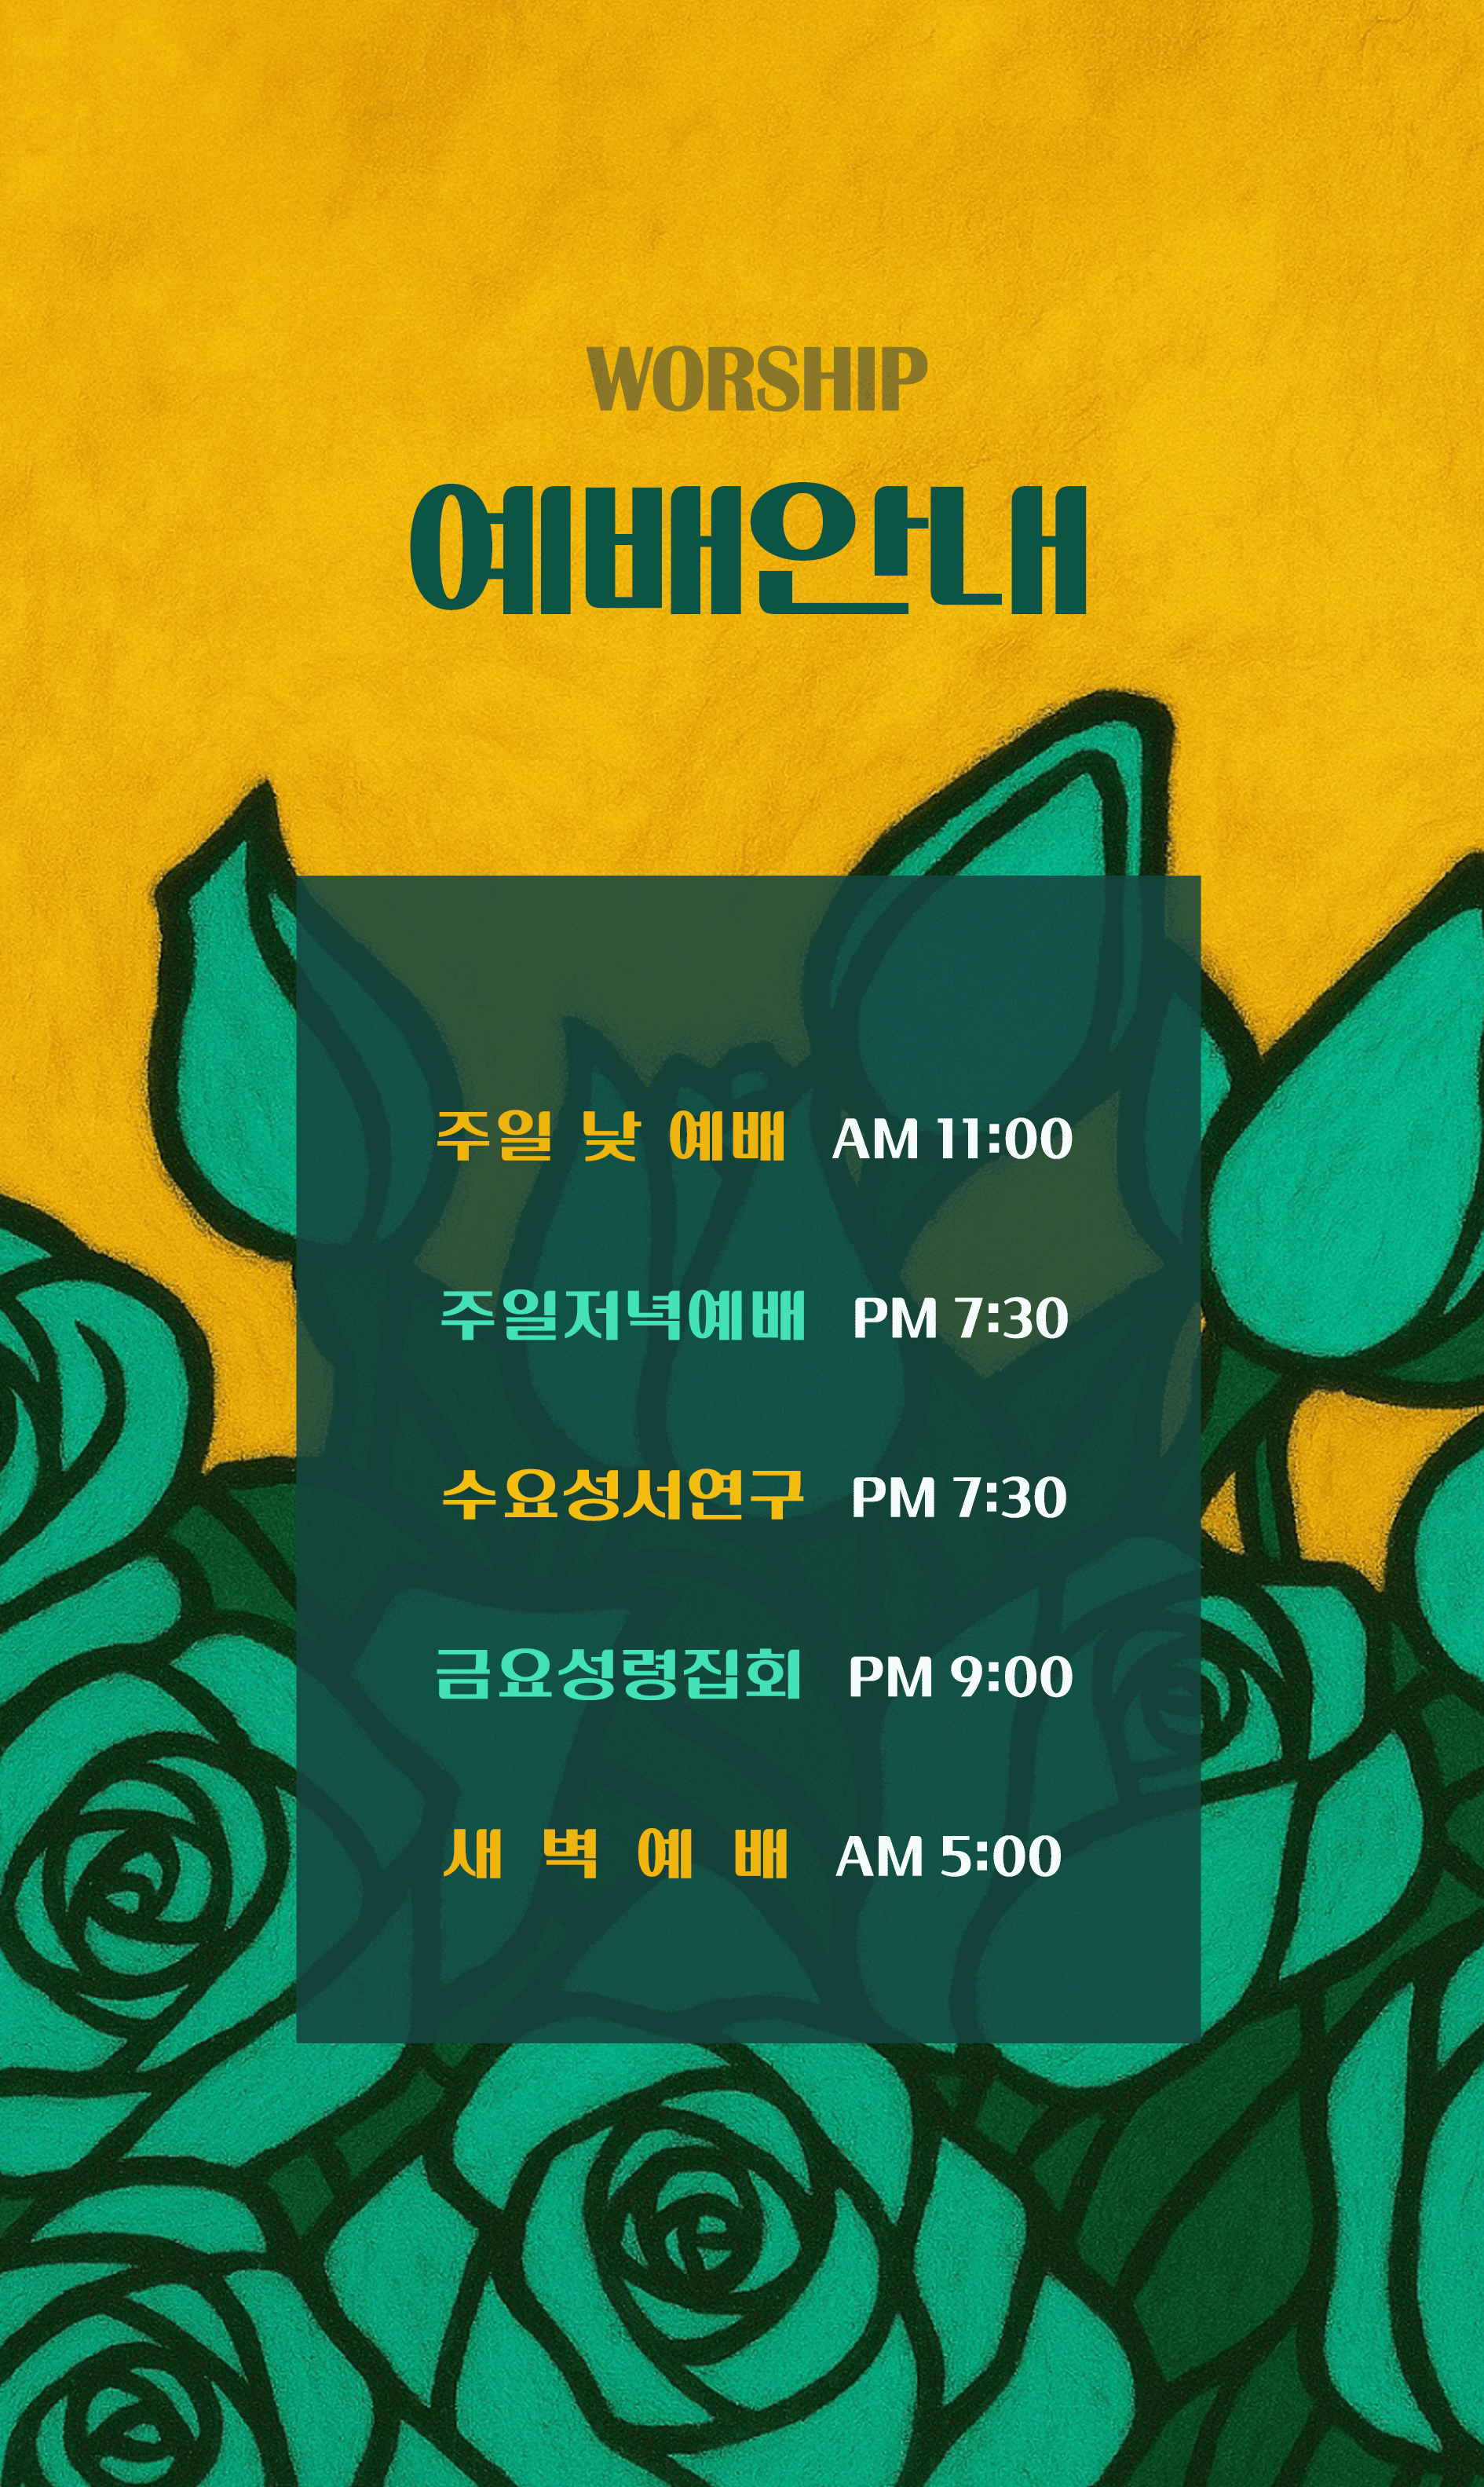 WORSHIP
예배안내
주일 낮 예배 AM 11:00
주일저녁예배 PM 7:30
수요성서연구 PM 7:30
금요성령집회 PM 9:00
새 벽 예 배 AM 5:00